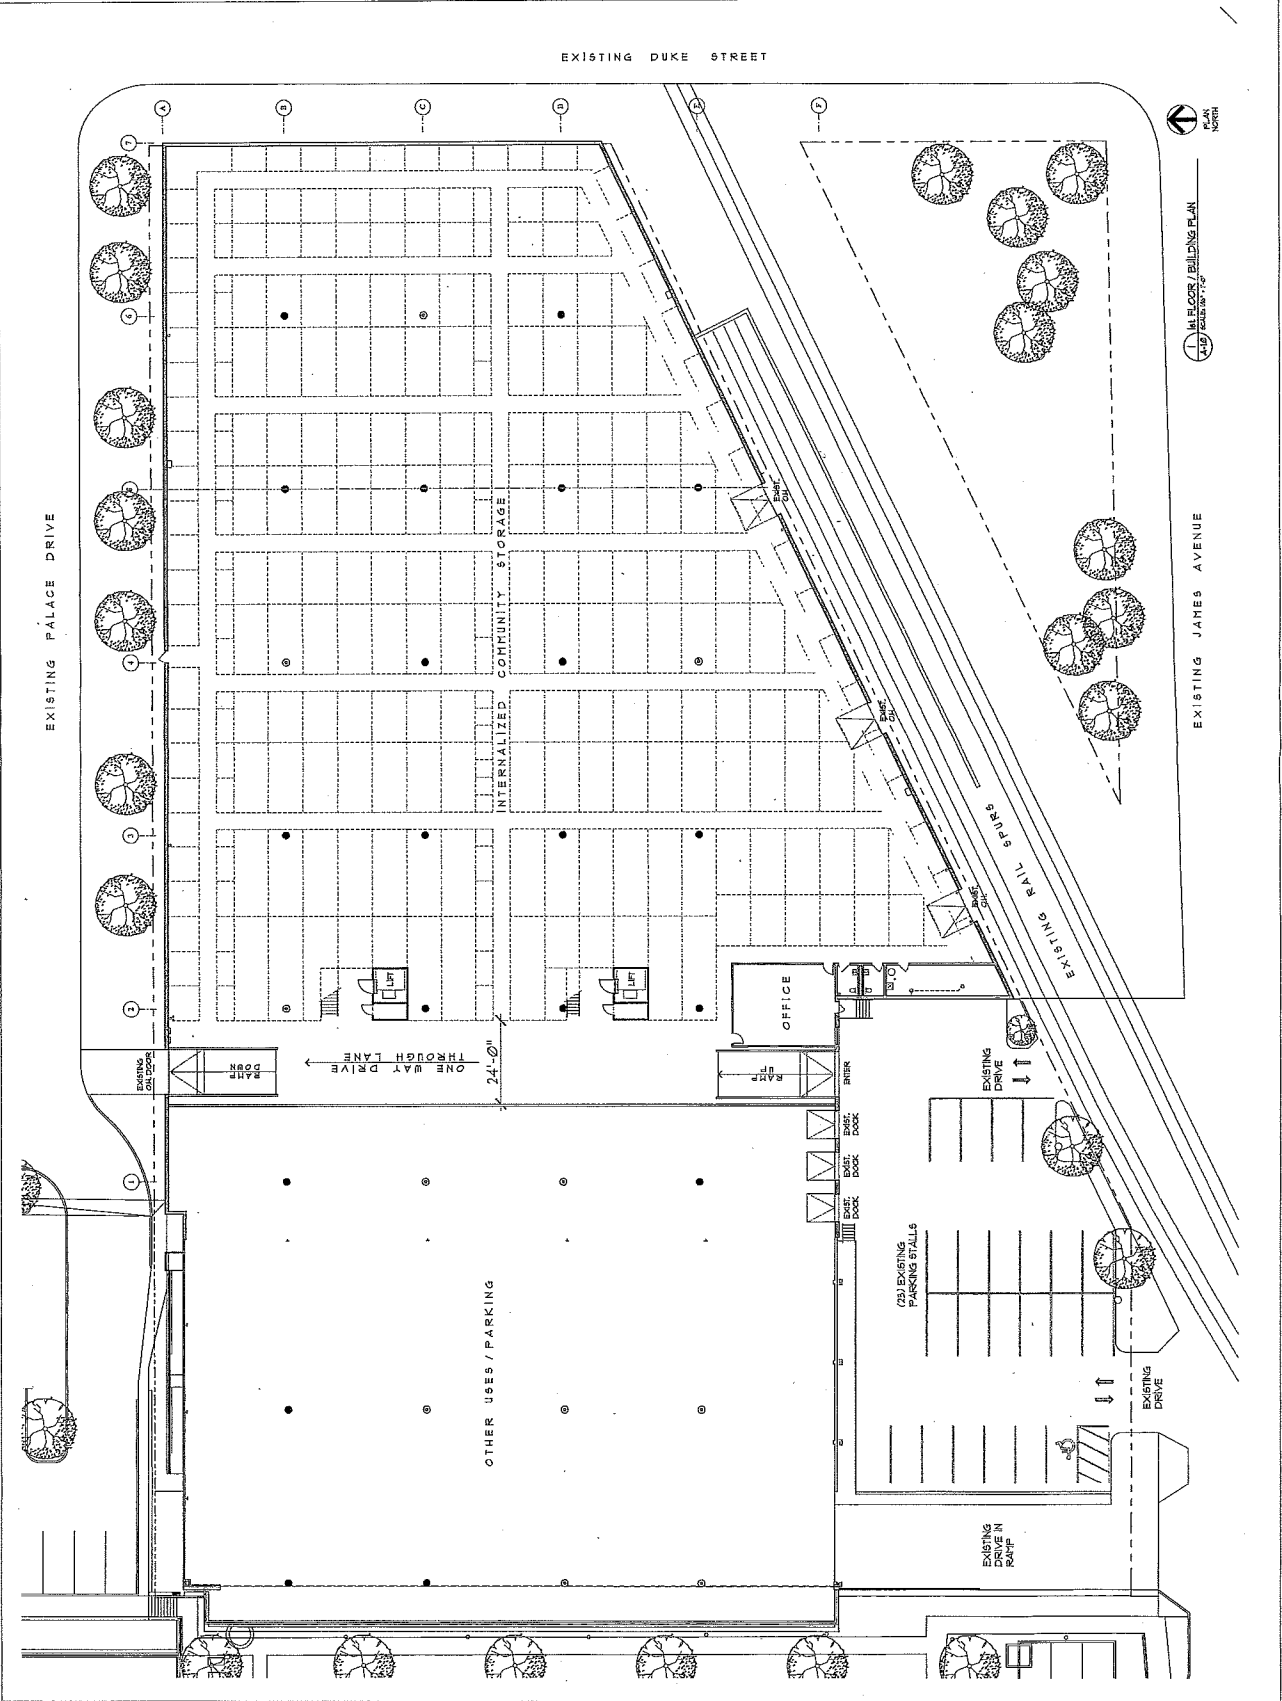 EXISTING DUKE STREET
A
B
C
D
E
F
PLAN
NORTH
7
6
4
3
2
1
1
1st FLOOR / BUILDING PLAN
EXISTING PALACE DRIVE
INTERNALIZED COMMUNITY STORAGE
EXIST.
O.H.
EXIST.
O.H.
EXIST.
O.H.
EXISTING JAMES AVENUE
EXISTING RAIL SPURS
LIFT
LIFT
OFFICE
EXISTING
O.H. DOOR
RAMP
DOWN
ONE WAY DRIVE
THROUGH LANE
24'-0"
RAMP
UP
ENTER
EXISTING
DRIVE
EXIST.
DOCK
EXIST.
DOCK
EXIST.
DOCK
(23) EXISTING
PARKING STALLS
OTHER USES / PARKING
EXISTING
DRIVE
EXISTING
DRIVE IN
RAMP